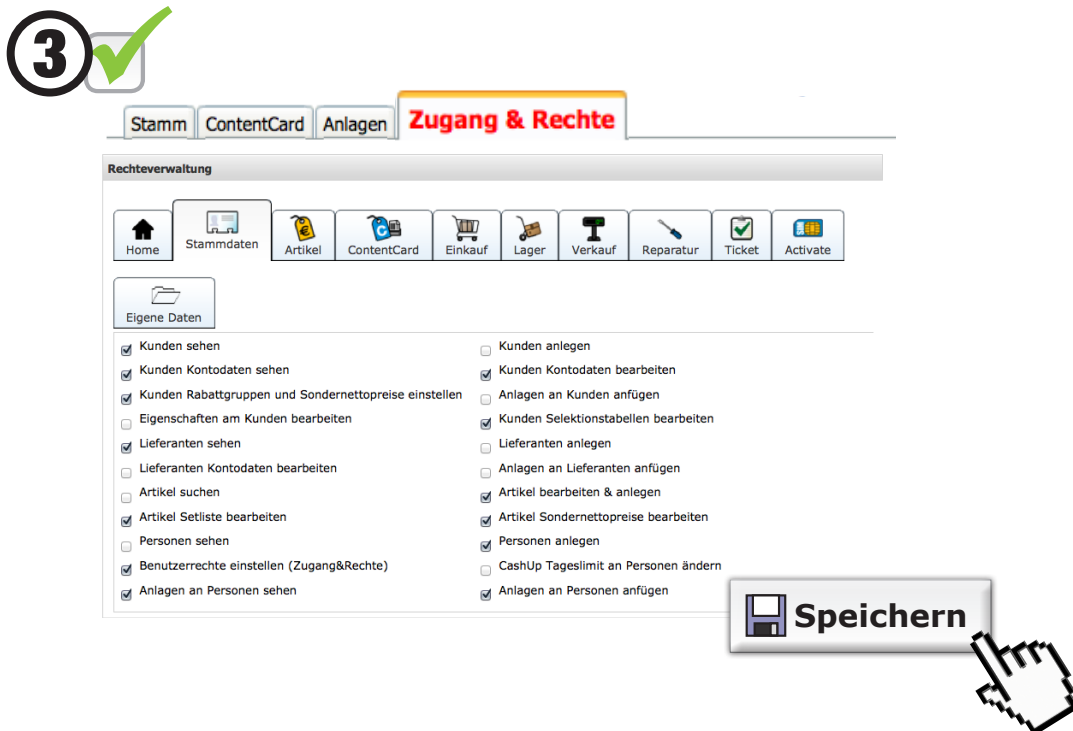 3
Stamm ContentCard Anlagen Zugang & Rechte
Rechteverwaltung
Home Stammdaten Artikel ContentCard Einkauf Lager Verkauf Reparatur Ticket Activate
Eigene Daten
Kunden sehen Kunden anlegen
Kunden Kontodaten sehen Kunden Kontodaten bearbeiten
Kunden Rabattgruppen und Sondernettopreise einstellen Anlagen an Kunden anfügen
Eigenschaften am Kunden bearbeiten Kunden Selektionstabellen bearbeiten
Lieferanten sehen Lieferanten anlegen
Lieferanten Kontodaten bearbeiten Anlagen an Lieferanten anfügen
Artikel suchen Artikel bearbeiten & anlegen
Artikel Setliste bearbeiten Artikel Sondernettopreise bearbeiten
Personen sehen Personen anlegen
Benutzerrechte einstellen (Zugang&Rechte) CashUp Tageslimit an Personen ändern
Anlagen an Personen sehen Anlagen an Personen anfügen
Speichern